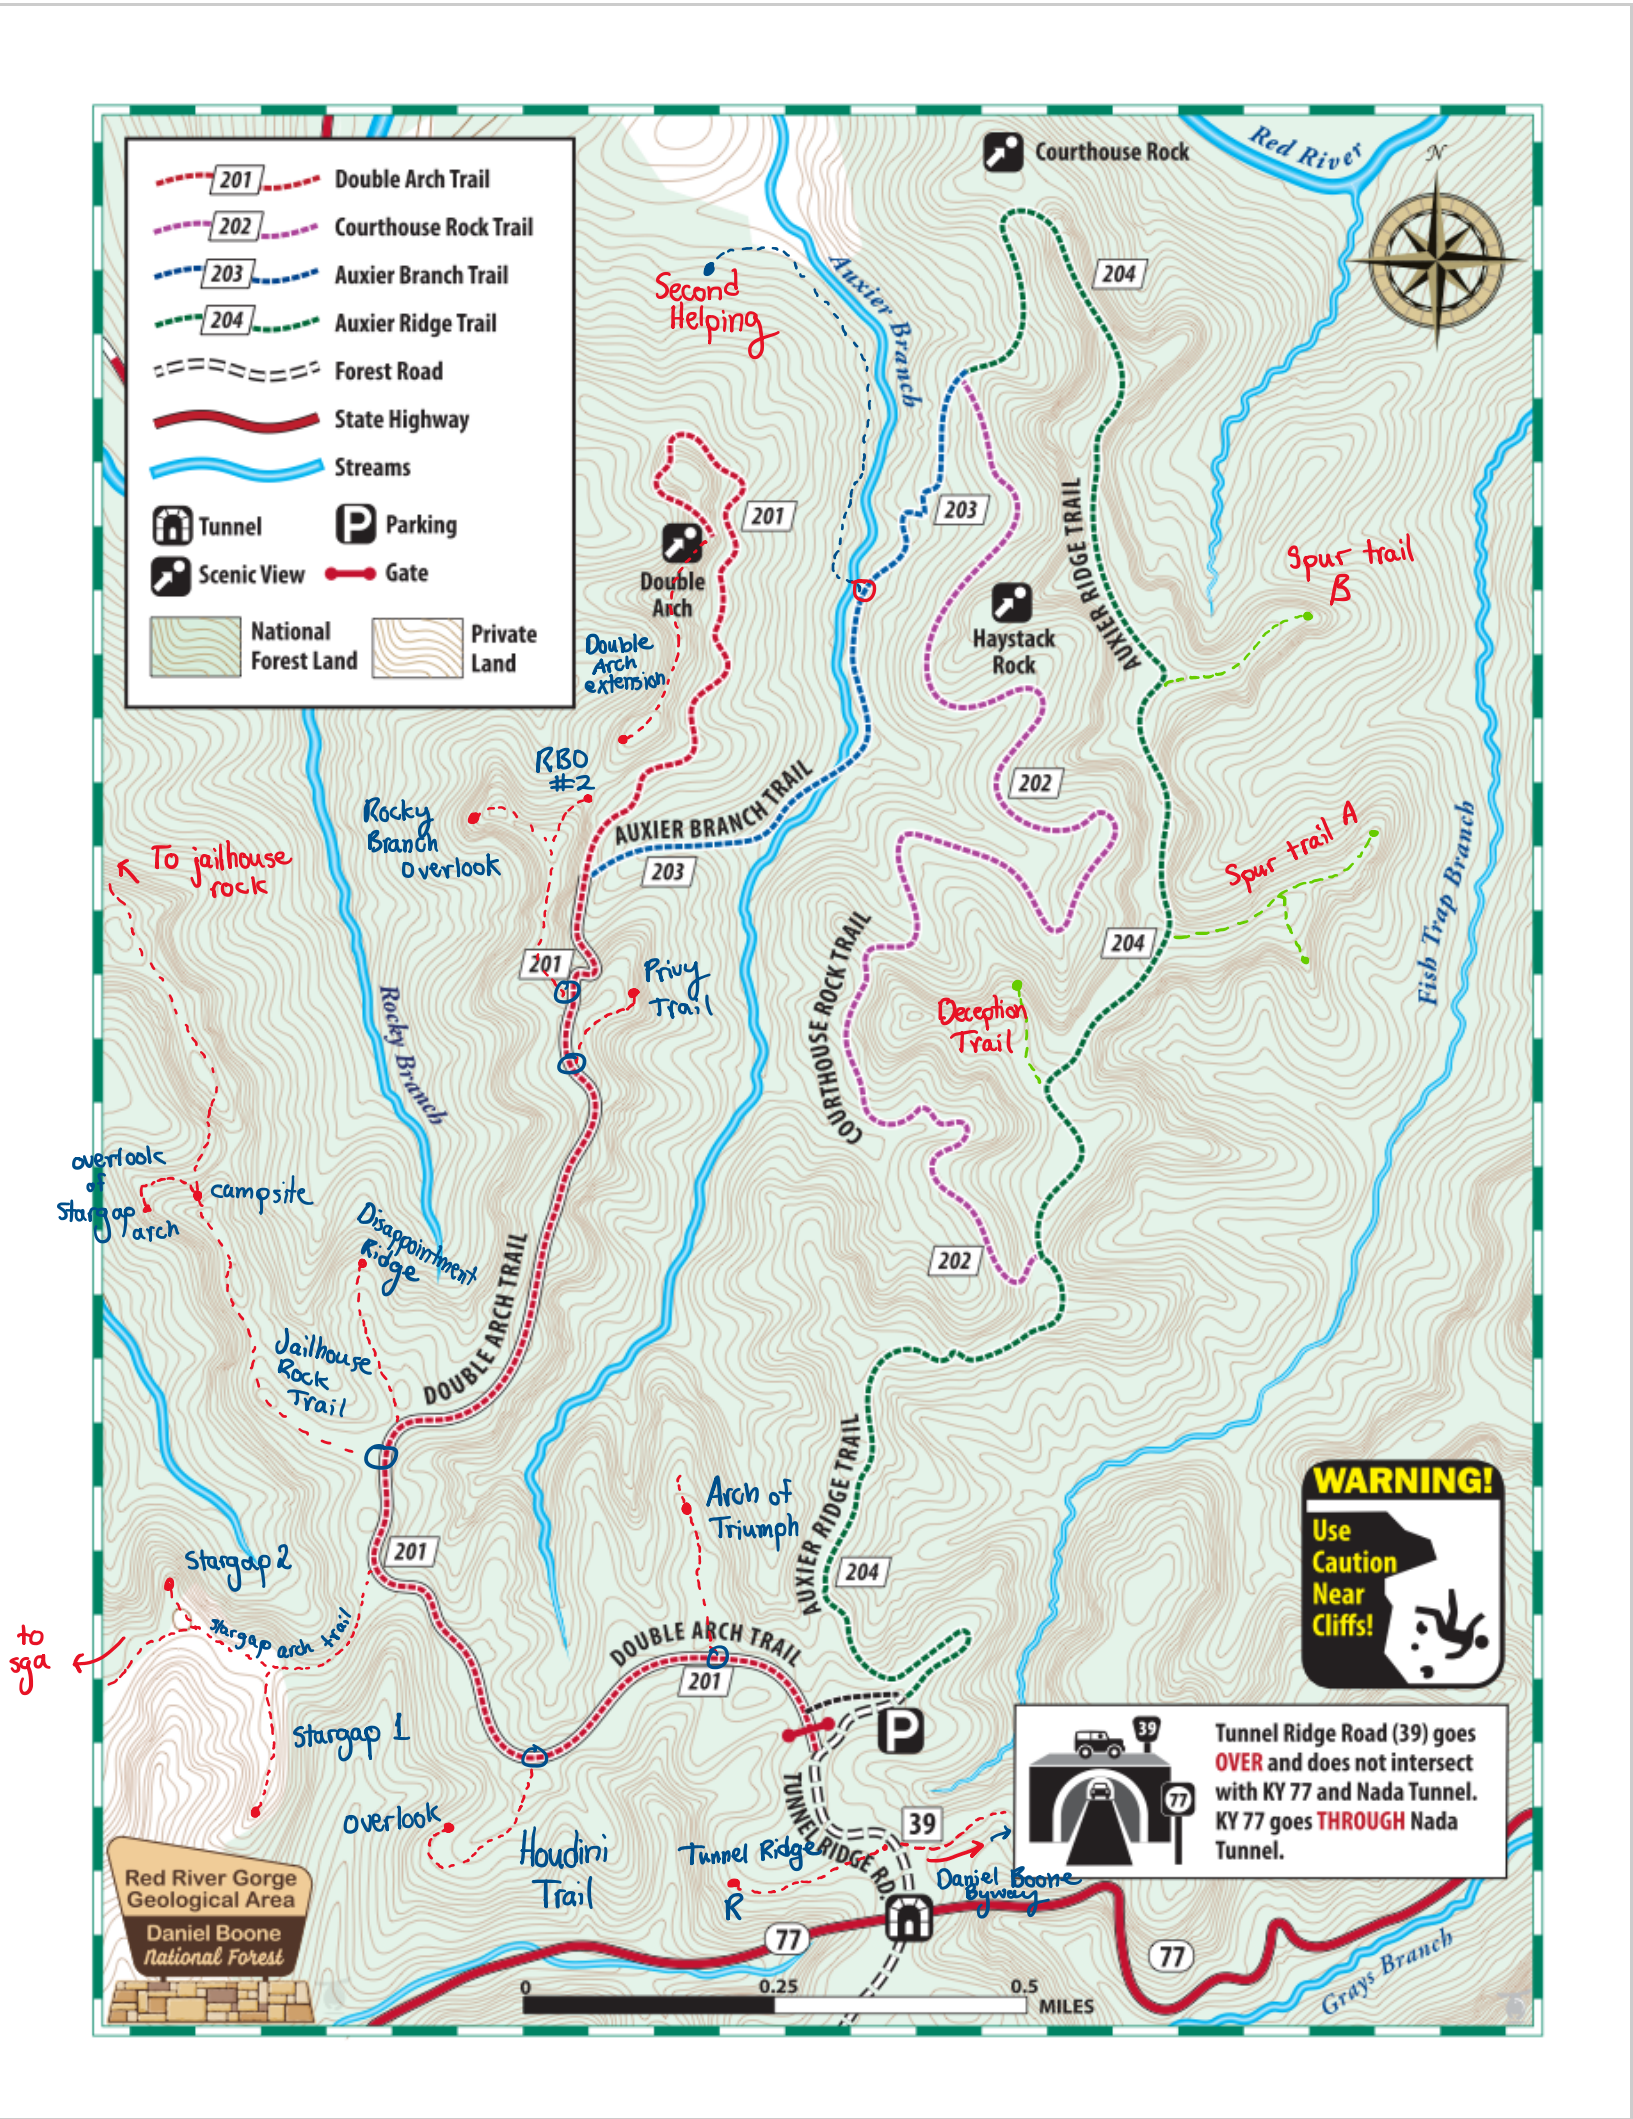 201 Double Arch Trail
202 Courthouse Rock Trail
203 Auxier Branch Trail
204 Auxier Ridge Trail
Forest Road
State Highway
Streams
Tunnel
P Parking
Scenic View
Gate
National
Forest Land
Private
Land
Courthouse Rock
Red River
N
204
Second
Helping
Auxier Branch
201
203
Double
Arch
AUXIER RIDGE TRAIL
Spur trail
B
Haystack
Rock
Double
Arch
extension
RBO
#2
Rocky
Branch
Overlook
AUXIER BRANCH TRAIL
203
202
Spur trail A
Fish Trap Branch
To jailhouse
rock
201
Privy
Trail
204
COURTHOUSE ROCK TRAIL
Deception
Trail
Rocky Branch
overlook
of
Stargap
arch
campsite
Disappointment
Ridge
202
DOUBLE ARCH TRAIL
Jailhouse
Rock
Trail
AUXIER RIDGE TRAIL
Arch of
Triumph
WARNING!
Use
Caution
Near
Cliffs!
201
204
Stargap 2
stargap arch trail
to
sga
DOUBLE ARCH TRAIL
201
Stargap 1
P
39
77
Tunnel Ridge Road (39) goes
OVER and does not intersect
with KY 77 and Nada Tunnel.
KY 77 goes THROUGH Nada
Tunnel.
TUNNEL RIDGE RD.
39
overlook
Houdini
Trail
Tunnel Ridge
R
Daniel Boone
Byway
Red River Gorge
Geological Area
Daniel Boone
National Forest
77
77
Grays Branch
0 0.25 0.5
MILES